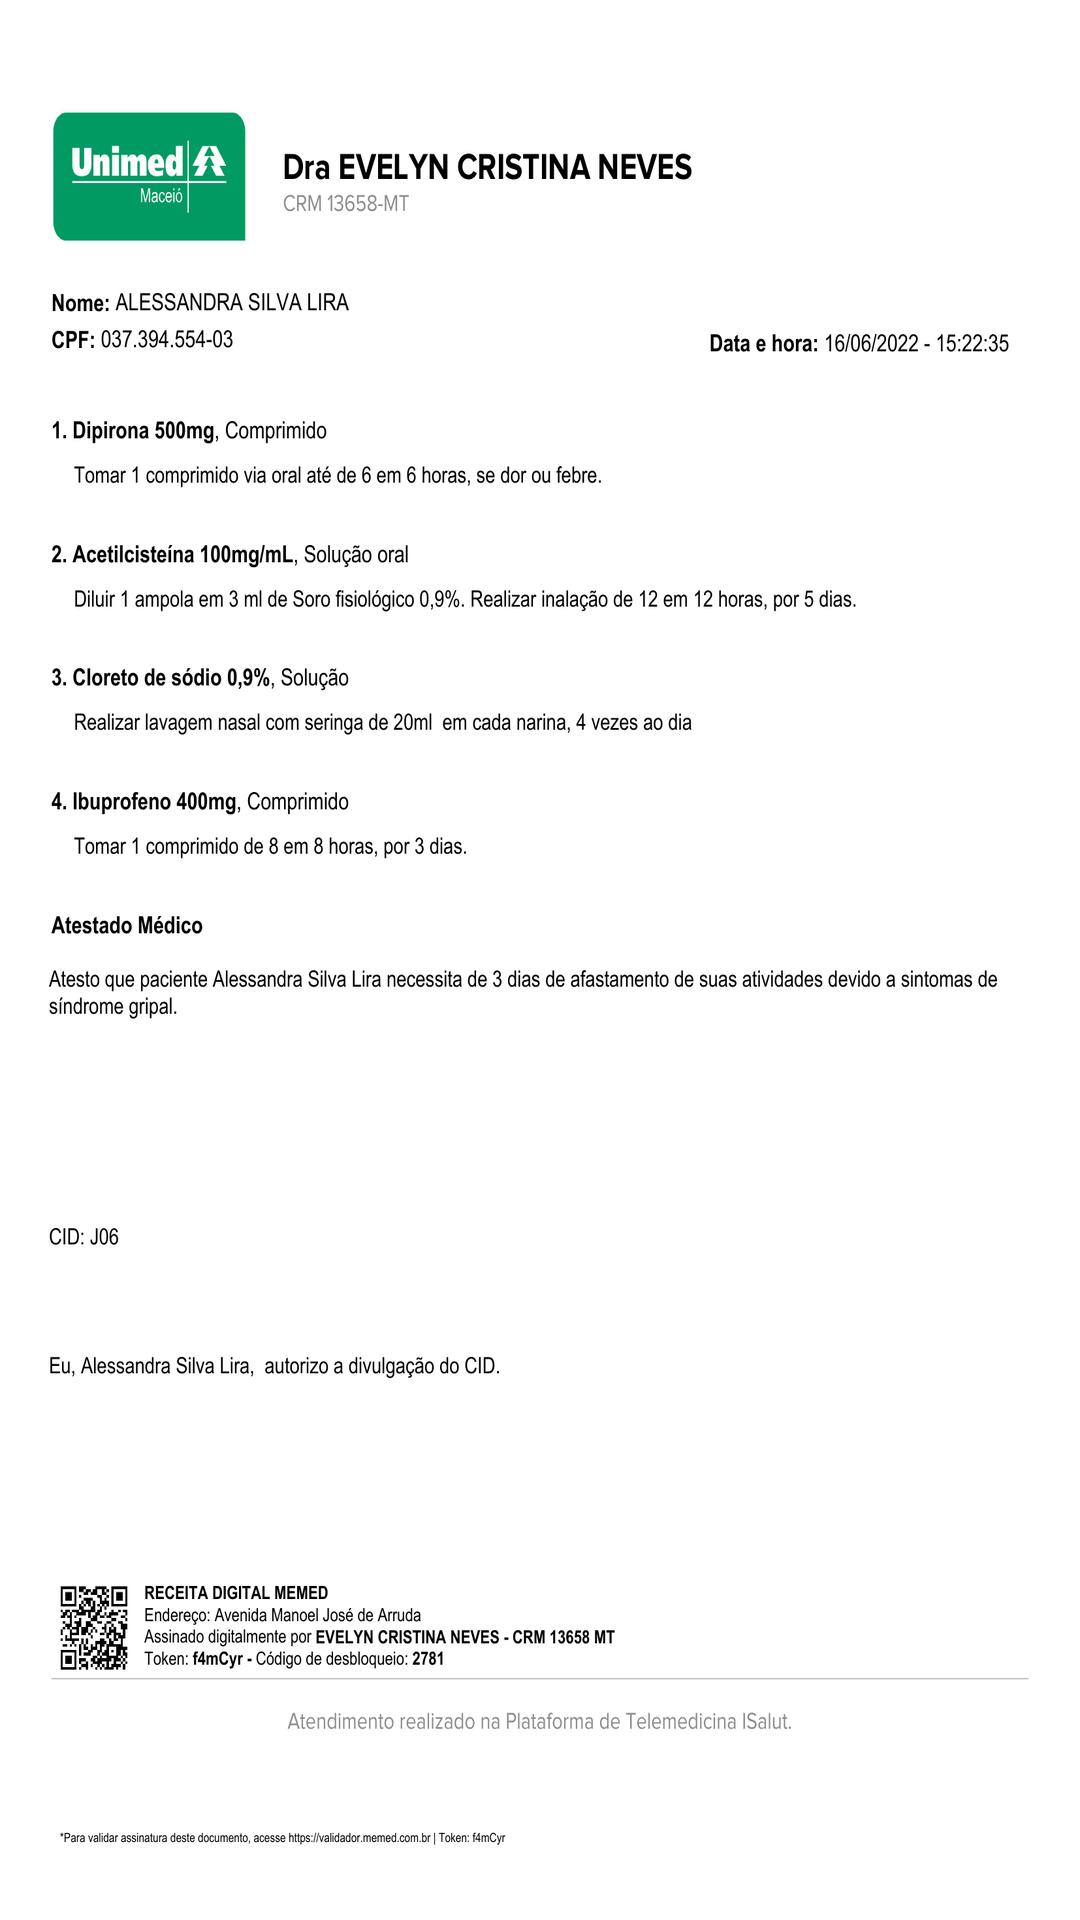 Unimed
Maceió
Dra EVELYN CRISTINA NEVES
CRM 13658-MT
Nome: ALESSANDRA SILVA LIRA
CPF: 037.394.554-03
Data e hora: 16/06/2022 - 15:22:35
1. Dipirona 500mg, Comprimido
Tomar 1 comprimido via oral até de 6 em 6 horas, se dor ou febre.
2. Acetilcisteína 100mg/mL, Solução oral
Diluir 1 ampola em 3 ml de Soro fisiológico 0,9%. Realizar inalação de 12 em 12 horas, por 5 dias.
3. Cloreto de sódio 0,9%, Solução
Realizar lavagem nasal com seringa de 20ml  em cada narina, 4 vezes ao dia
4. Ibuprofeno 400mg, Comprimido
Tomar 1 comprimido de 8 em 8 horas, por 3 dias.
Atestado Médico
Atesto que paciente Alessandra Silva Lira necessita de 3 dias de afastamento de suas atividades devido a sintomas de
síndrome gripal.
CID: J06
Eu, Alessandra Silva Lira,  autorizo a divulgação do CID.
RECEITA DIGITAL MEMED
Endereço: Avenida Manoel José de Arruda
Assinado digitalmente por EVELYN CRISTINA NEVES - CRM 13658 MT
Token: f4mCyr - Código de desbloqueio: 2781
Atendimento realizado na Plataforma de Telemedicina ISalut.
*Para validar assinatura deste documento, acesse https://validador.memed.com.br | Token: f4mCyr